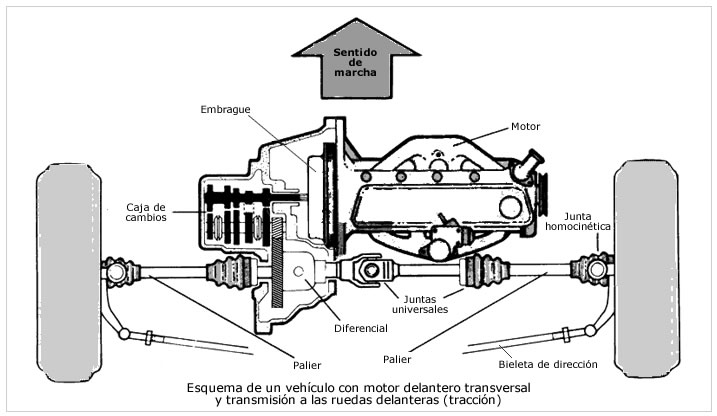 Sentido
de
marcha
Embrague
Motor
Caja de
cambios
Junta
homocinética
Juntas
universales
Diferencial
Palier
Palier
Bieleta de dirección
Esquema de un vehículo con motor delantero transversal
y transmisión a las ruedas delanteras (tracción)